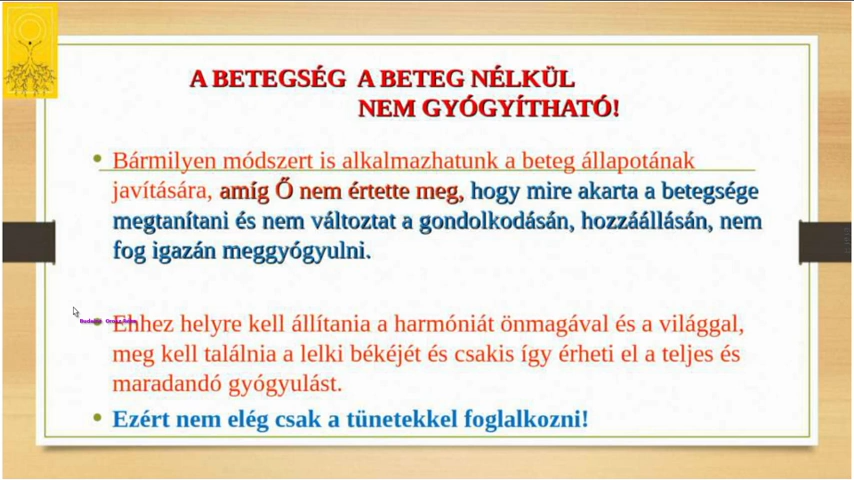 A BETEGSÉG A BETEG NÉLKÜL
NEM GYÓGYÍTHATÓ!
• Bármilyen módszert is alkalmazhatunk a beteg állapotának
javítására, amíg Ő nem értette meg, hogy mire akarta a betegsége
megtanítani és nem változtat a gondolkodásán, hozzáállásán, nem
fog igazán meggyógyulni.
Ehhez helyre kell állítania a harmóniát önmagával és a világgal,
meg kell találnia a lelki békéjét és csakis így érheti el a teljes és
maradandó gyógyulást.
• Ezért nem elég csak a tünetekkel foglalkozni!